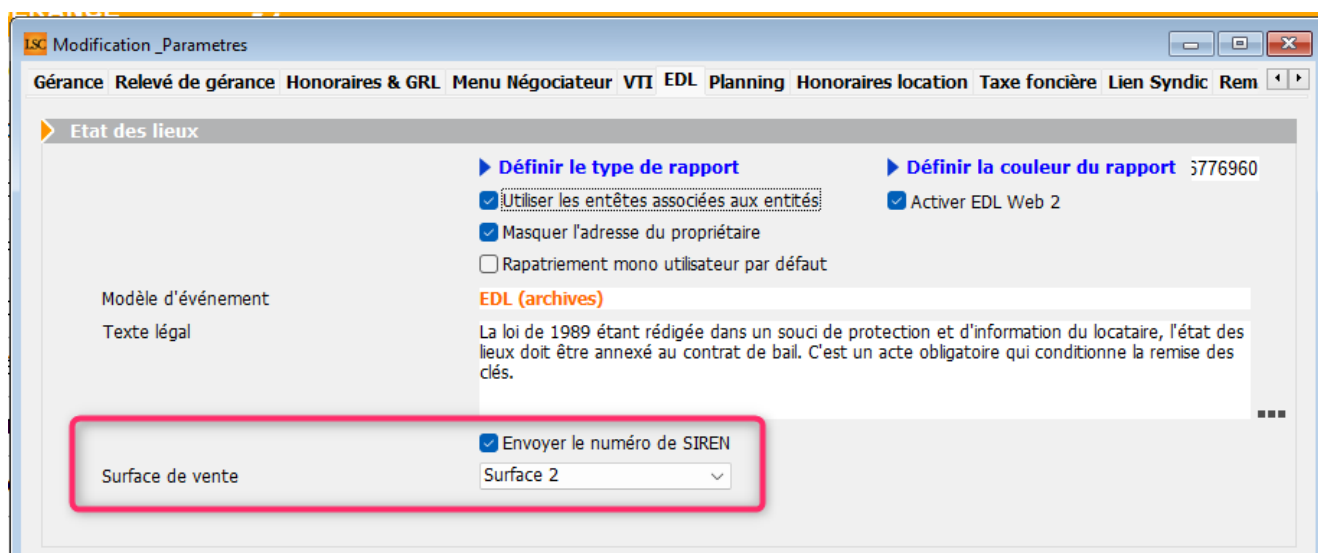 LSC Modification _Parametres
Gérance Relevé de gérance Honoraires & GRL Menu Négociateur VTI EDL Planning Honoraires location Taxe foncière Lien Syndic Rem
Etat des lieux
Définir le type de rapport Définir la couleur du rapport 6776960
Utiliser les entêtes associées aux entités Activer EDL Web 2
Masquer l'adresse du propriétaire
Rapatriement mono utilisateur par défaut
Modèle d'événement EDL (archives)
Texte légal La loi de 1989 étant rédigée dans un souci de protection et d'information du locataire, l'état des
lieux doit être annexé au contrat de bail. C'est un acte obligatoire qui conditionne la remise des
clés.
Envoyer le numéro de SIREN
Surface de vente Surface 2